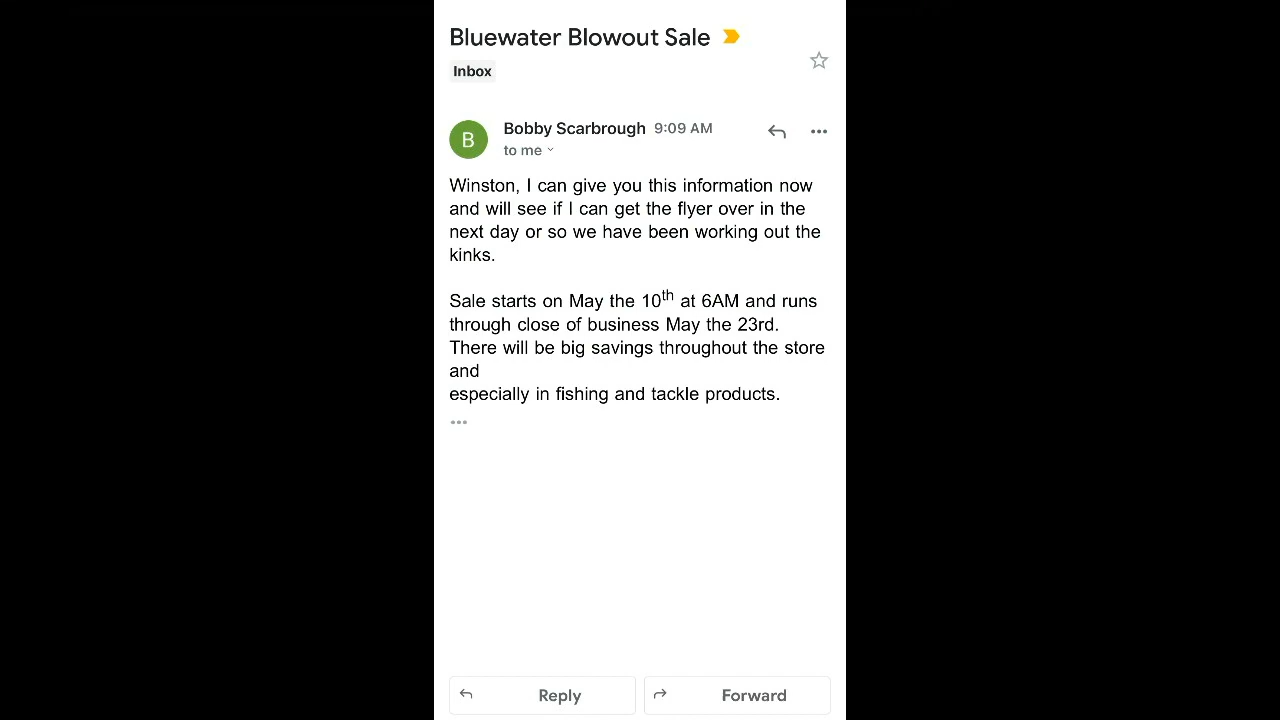 Bluewater Blowout Sale
Inbox
B
Bobby Scarbrough 9:09 AM
to me
Winston, I can give you this information now
and will see if I can get the flyer over in the
next day or so we have been working out the
kinks.
Sale starts on May the 10th at 6AM and runs
through close of business May the 23rd.
There will be big savings throughout the store
and
especially in fishing and tackle products.
Reply Forward